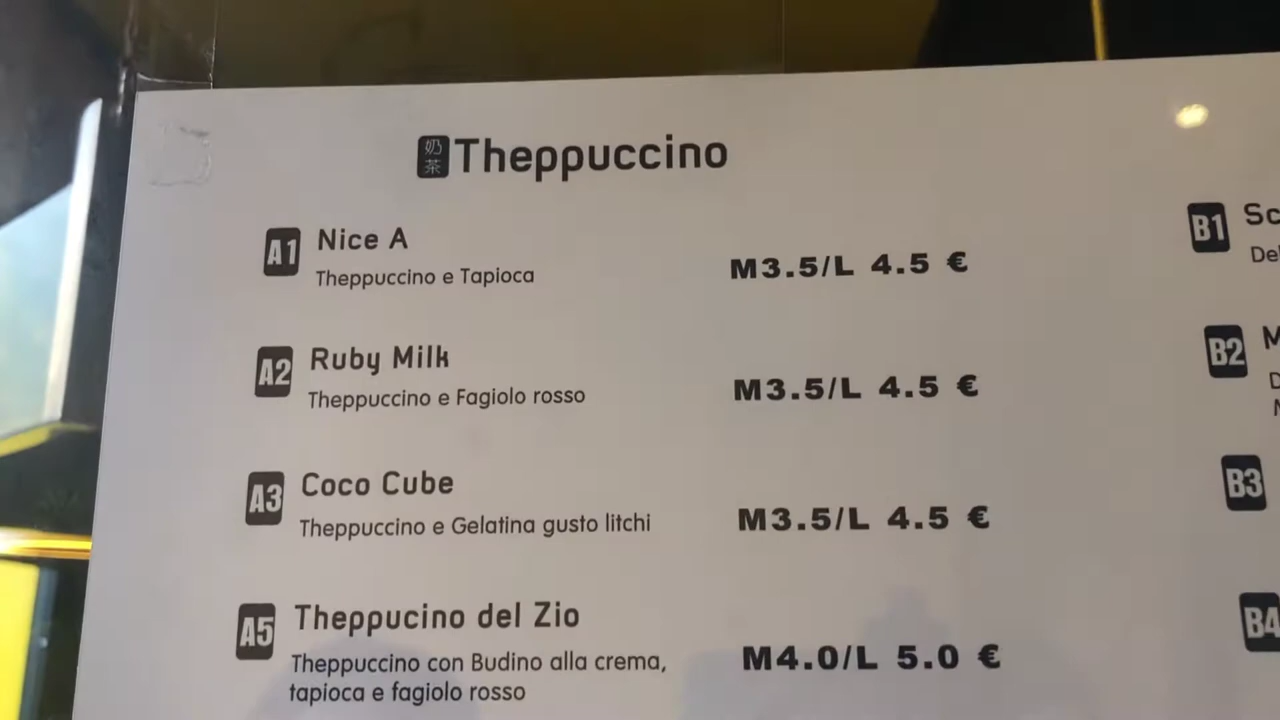 奶茶 Theppuccino
A1 Nice A
Theppuccino e Tapioca
M3.5/L 4.5 €
A2 Ruby Milk
Theppuccino e Fagiolo rosso
M3.5/L 4.5 €
A3 Coco Cube
Theppuccino e Gelatina gusto litchi
M3.5/L 4.5 €
A5 Theppucino del Zio
Theppuccino con Budino alla crema,
tapioca e fagiolo rosso
M4.0/L 5.0 €
B1
B2
B3
B4